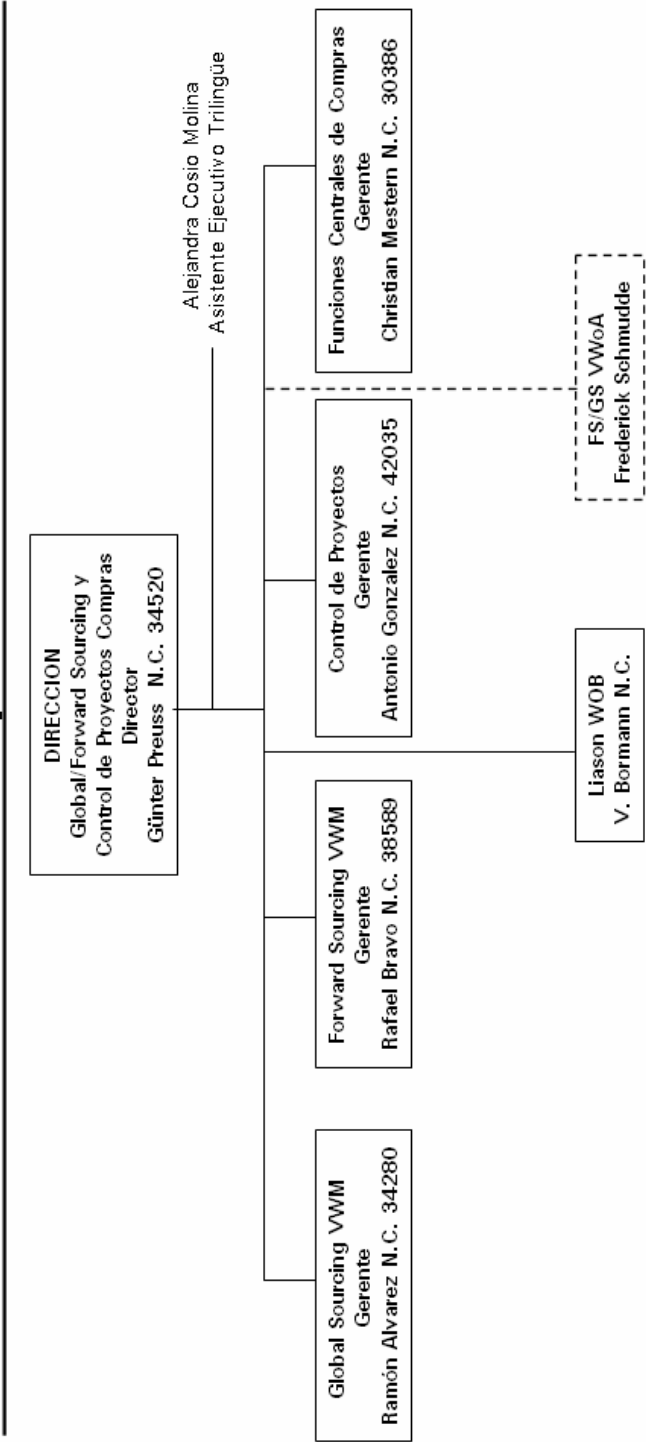 DIRECCION
Global/Forward Sourcing y
Control de Proyectos Compras
Director
Günter Preuss N.C. 34520
Alejandra Cosio Molina
Asistente Ejecutivo Trilingüe
Global Sourcing VWM
Gerente
Ramón Alvarez N.C. 34280
Forward Sourcing VWM
Gerente
Rafael Bravo N.C. 38589
Control de Proyectos
Gerente
Antonio Gonzalez N.C. 42035
Funciones Centrales de Compras
Gerente
Christian Mestern N.C. 30386
Liason WOB
V. Bormann N.C.
FS/GS VWoA
Frederick Schmudde